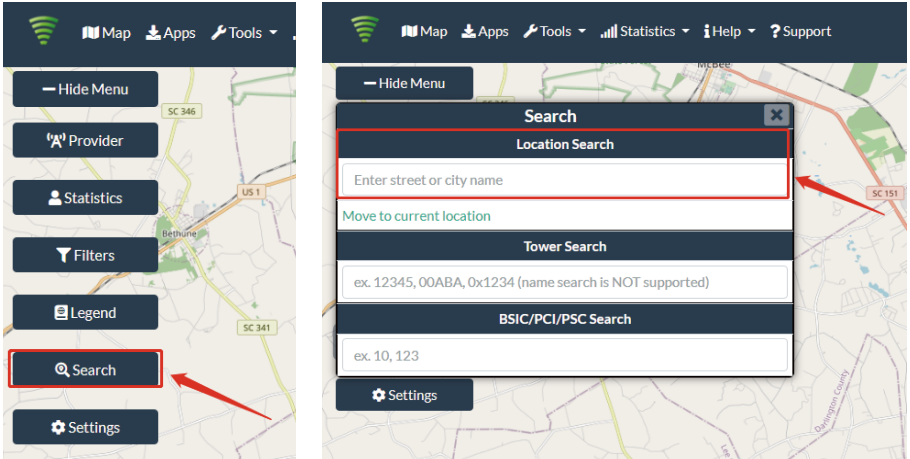 Map Apps Tools
Hide Menu
SC 346
Provider
Statistics
US 1
Bethune
Filters
Legend
SC 341
Search
Settings
Map Apps Tools Statistics Help Support
McBee
Hide Menu
Search
Location Search
Enter street or city name
SC 151
Move to current location
Tower Search
ex. 12345, 00ABA, 0x1234 (name search is NOT supported)
BSIC/PCI/PSC Search
ex. 10, 123
Settings
Darlington County